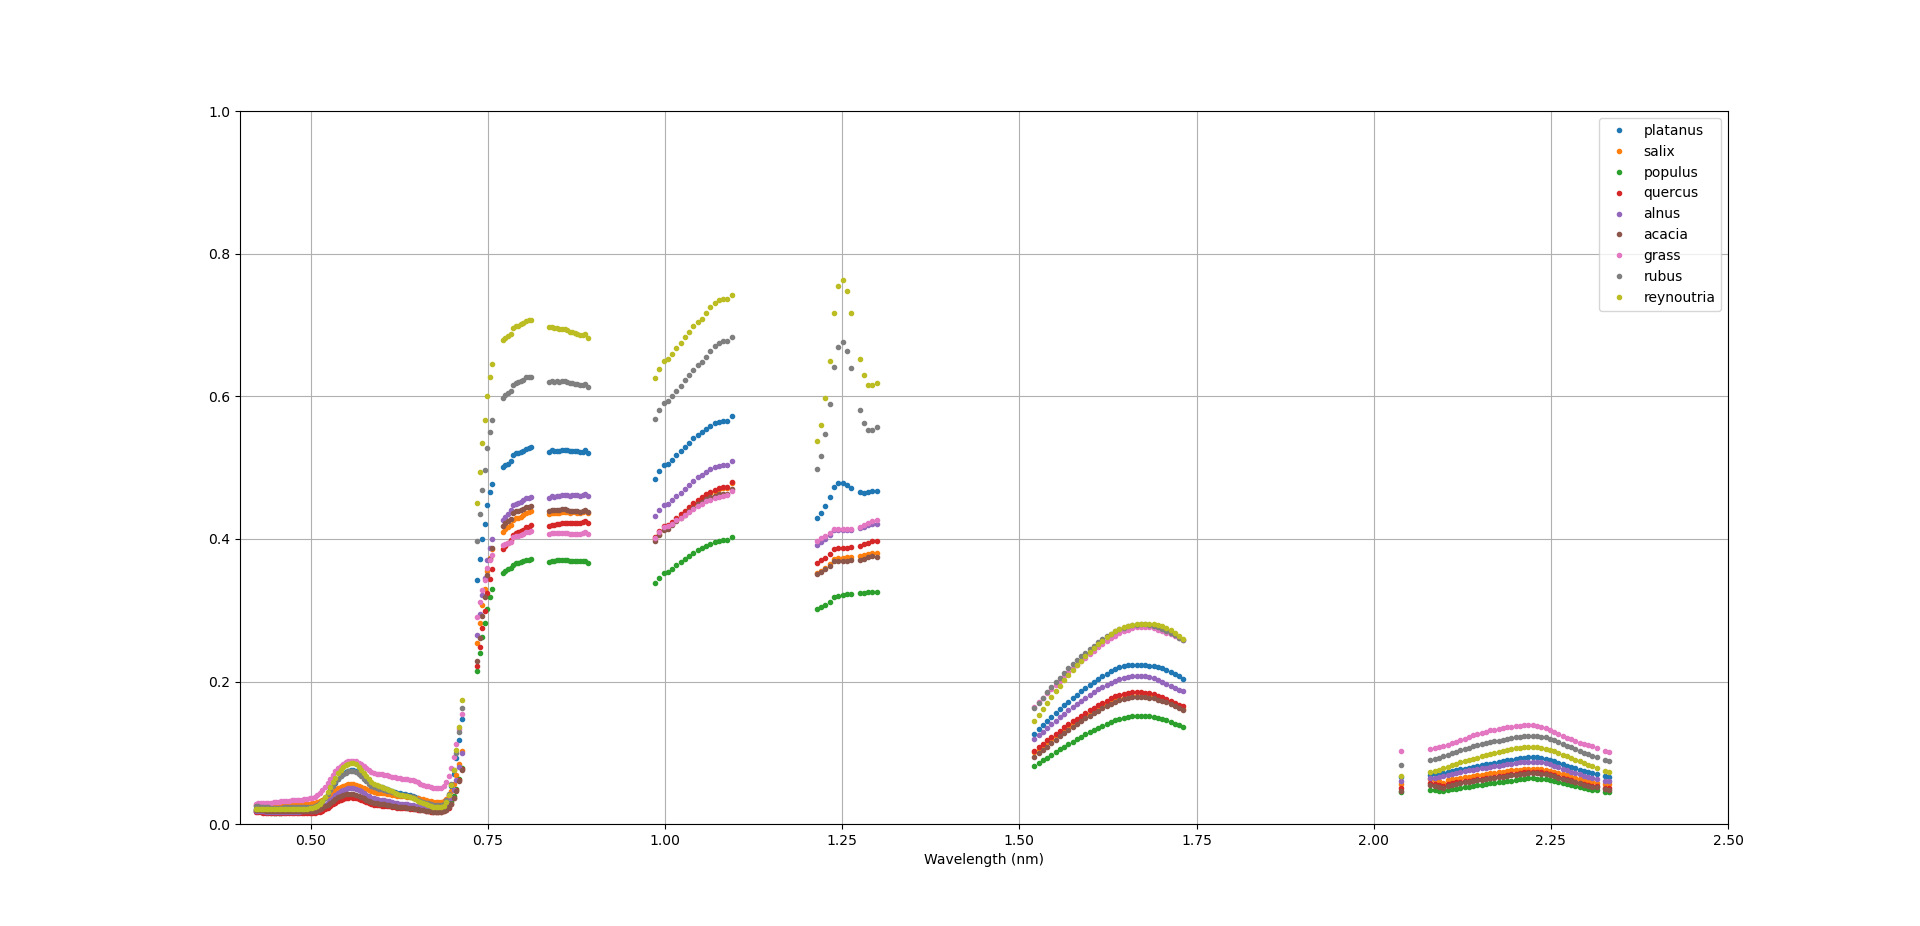 1.0
0.8
0.6
0.4
0.2
0.0
0.50 0.75 1.00 1.25 1.50 1.75 2.00 2.25 2.50
Wavelength (nm)
platanus
salix
populus
quercus
alnus
acacia
grass
rubus
reynoutria